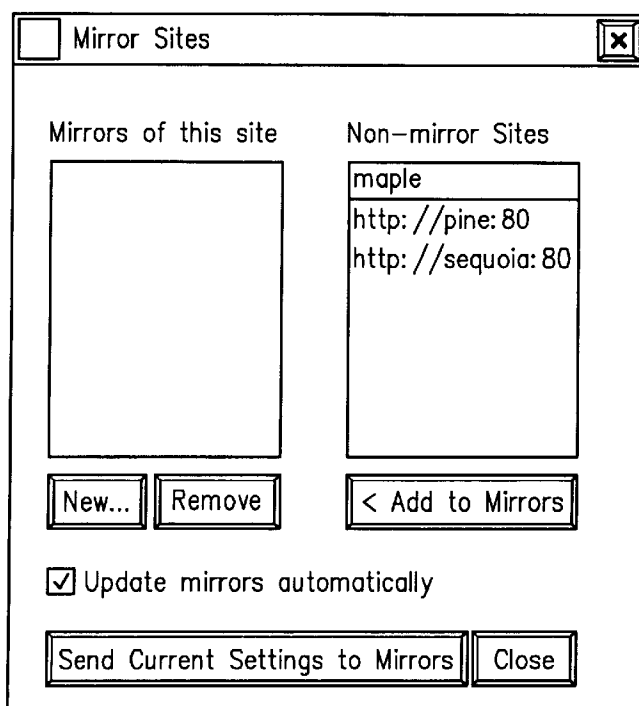 Mirror Sites
Mirrors of this site
Non-mirror Sites
maple
http://pine:80
http://sequoia:80
New... Remove
< Add to Mirrors
Update mirrors automatically
Send Current Settings to Mirrors Close